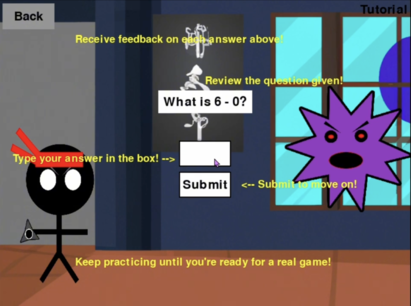 Back
Tutorial
Receive feedback on each answer above!
Review the question given!
What is 6 - 0?
Type your answer in the box! -->
Submit
<-- Submit to move on!
Keep practicing until you're ready for a real game!